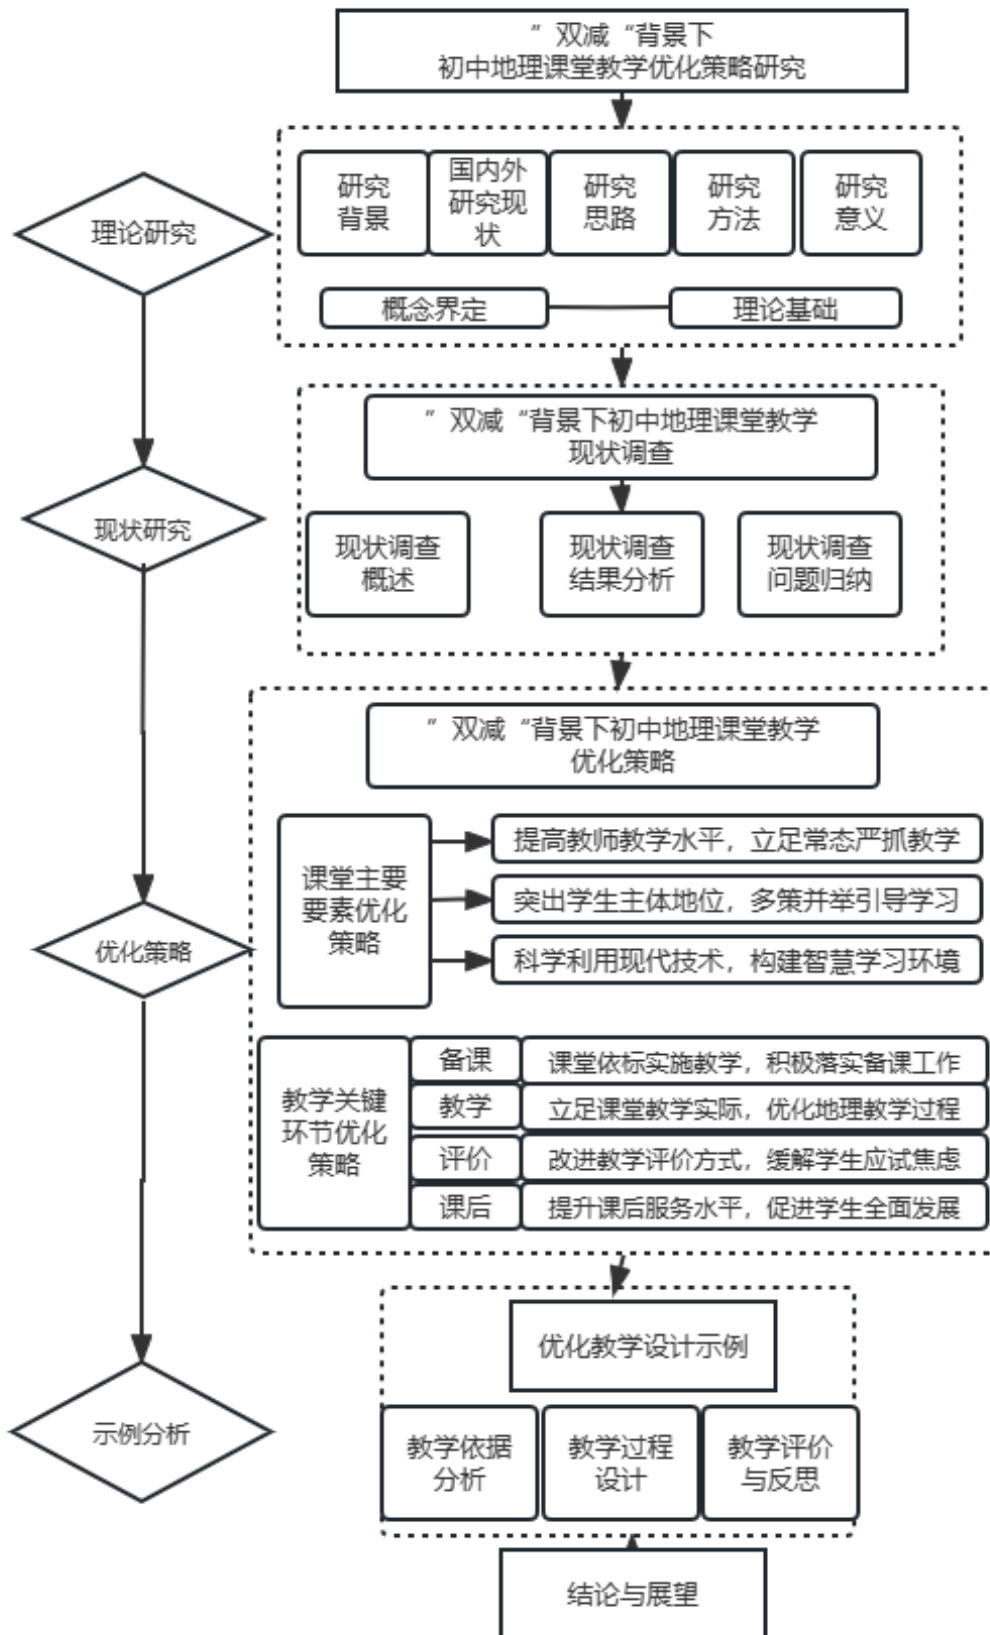 ”双减“背景下
初中地理课堂教学优化策略研究
理论研究
研究
背景
国内外
研究现
状
研究
思路
研究
方法
研究
意义
概念界定
理论基础
现状研究
”双减“背景下初中地理课堂教学
现状调查
现状调查
概述
现状调查
结果分析
现状调查
问题归纳
优化策略
”双减“背景下初中地理课堂教学
优化策略
课堂主要
要素优化
策略
提高教师教学水平，立足常态严抓教学
突出学生主体地位，多策并举引导学习
科学利用现代技术，构建智慧学习环境
教学关键
环节优化
策略
备课
课堂依标实施教学，积极落实备课工作
教学
立足课堂教学实际，优化地理教学过程
评价
改进教学评价方式，缓解学生应试焦虑
课后
提升课后服务水平，促进学生全面发展
示例分析
优化教学设计示例
教学依据
分析
教学过程
设计
教学评价
与反思
结论与展望